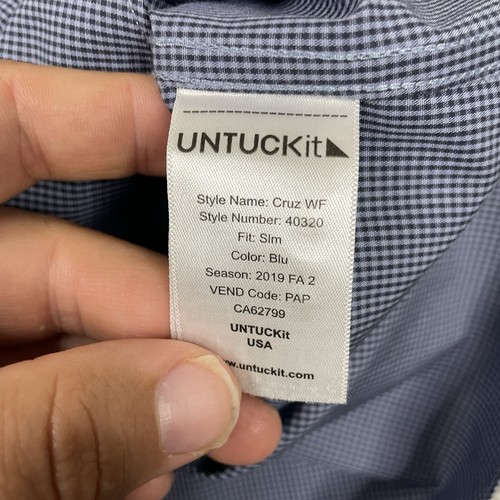 UNTUCKit
Style Name: Cruz WF
Style Number: 40320
Fit: Slm
Color: Blu
Season: 2019 FA 2
VEND Code: PAP
CA62799
UNTUCKit
USA
www.untuckit.com